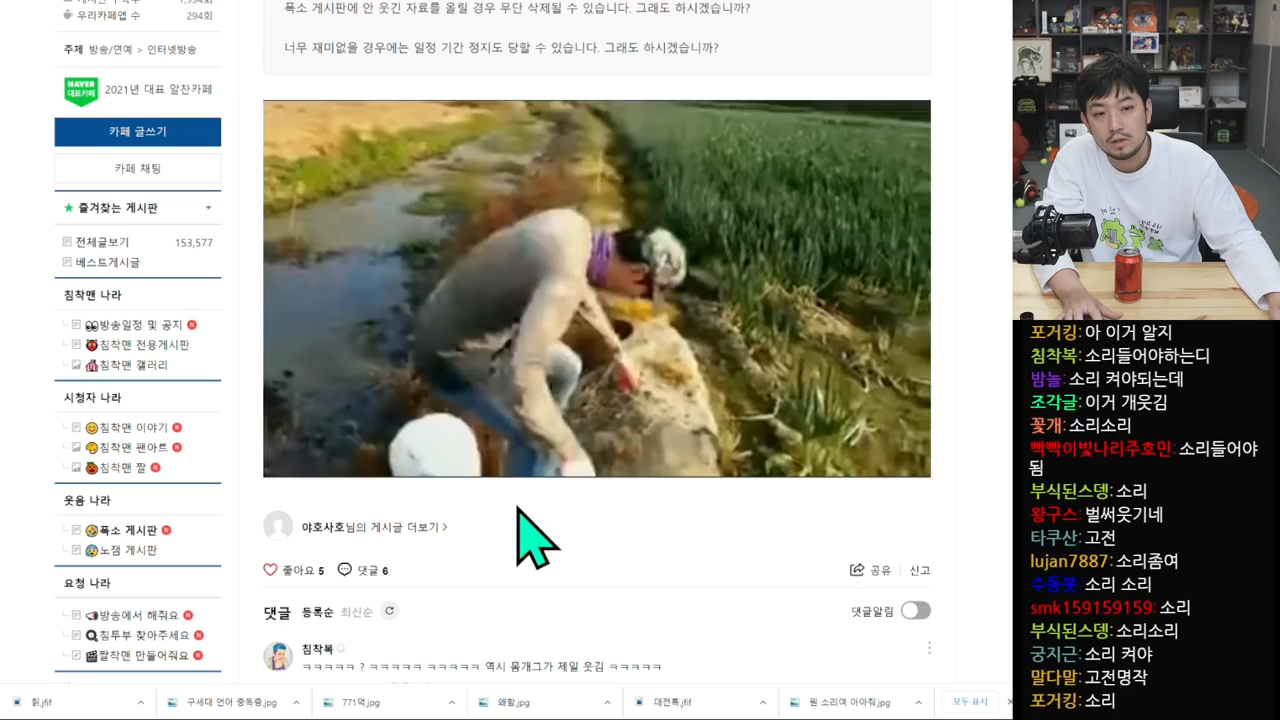 우리카페앱 수 294회
주제 방송/연예 > 인터넷방송
NAVER 대표카페
2021년 대표 알찬카페
카페 글쓰기
카페 채팅
★ 즐겨찾는 게시판
전체글보기 153,577
베스트게시글
침착맨 나라
방송일정 및 공지 N
침착맨 전용게시판
침착맨 갤러리
시청자 나라
침착맨 이야기 N
침착맨 팬아트 N
침착맨 짤 N
웃음 나라
폭소 게시판 N
노잼 게시판
요청 나라
방송에서 해줘요 N
침투부 찾아주세요 N
짤착맨 만들어줘요 N
폭소 게시판에 안 웃긴 자료를 올릴 경우 무단 삭제될 수 있습니다. 그래도 하시겠습니까?
너무 재미없을 경우에는 일정 기간 정지도 당할 수 있습니다. 그래도 하시겠습니까?
야호사호님의 게시글 더보기 >
좋아요 5 댓글 6
공유 신고
댓글 등록순 최신순
댓글알림
침착복
ㅋㅋㅋㅋㅋ ? ㅋㅋㅋㅋㅋ ㅋㅋㅋㅋㅋ 역시 몸개그가 제일 웃김 ㅋㅋㅋㅋㅋ
포거킹: 아 이거 알지
침착복: 소리들어야하는디
밤놀: 소리 켜야되는데
조각글: 이거 개웃김
꽃개: 소리소리
빡빡이빛나리주호민: 소리들어야
됨
부식된스뎅: 소리
왕구스: 벌써웃기네
타쿠산: 고전
lujan7887: 소리좀여
수동봇: 소리 소리
smk159159159: 소리
부식된스뎅: 소리소리
궁지근: 소리 켜야
말다말: 고전명작
포거킹: 소리
흙.jfif
구세대 언어 중독증.jpg
77녁.jpg
왜함.jpg
대전특.jfif
뭔 소리여 아아줘.jpg
모두 표시